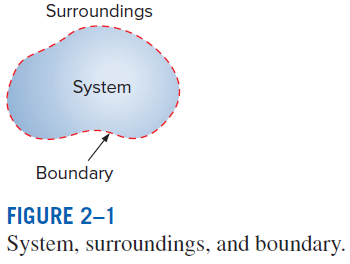 Surroundings
System
Boundary
FIGURE 2–1
System, surroundings, and boundary.